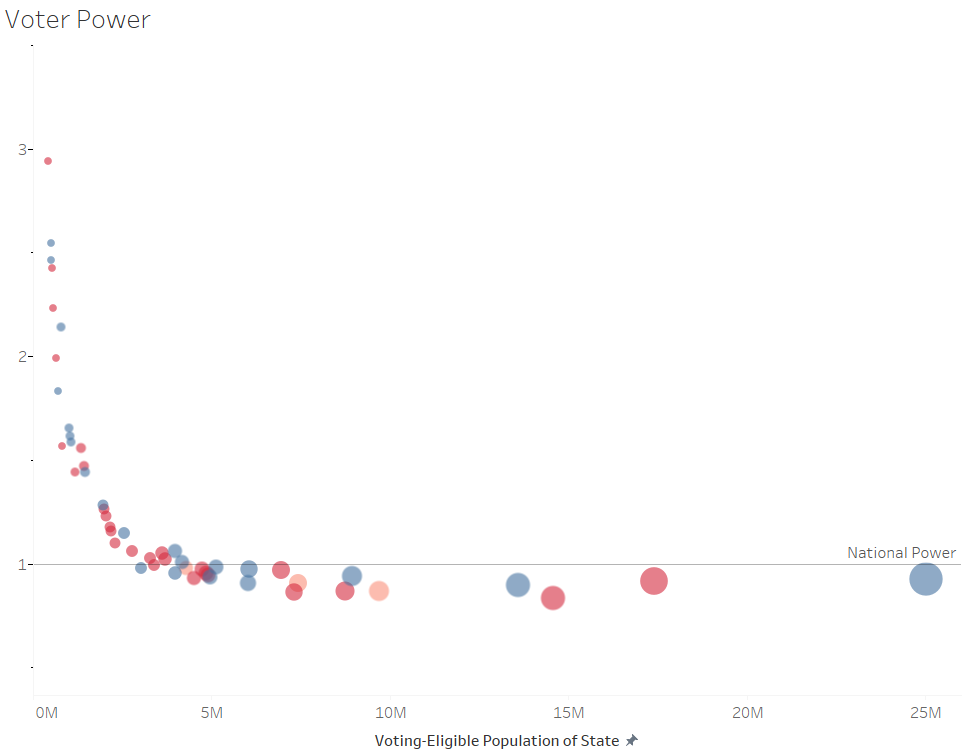 Voter Power
3
2
National Power
1
0M 5M 10M 15M 20M 25M
Voting-Eligible Population of State